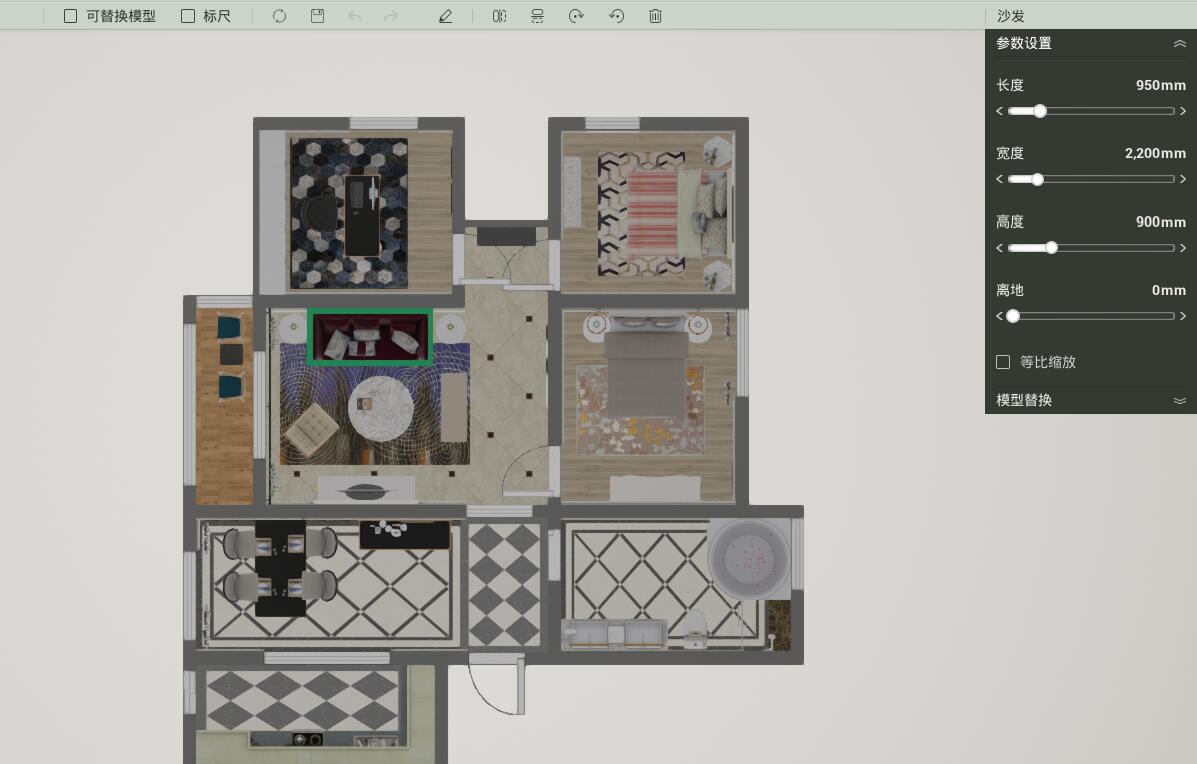 可替换模型
标尺
沙发
参数设置
长度 950mm
宽度 2,200mm
高度 900mm
离地 0mm
等比缩放
模型替换